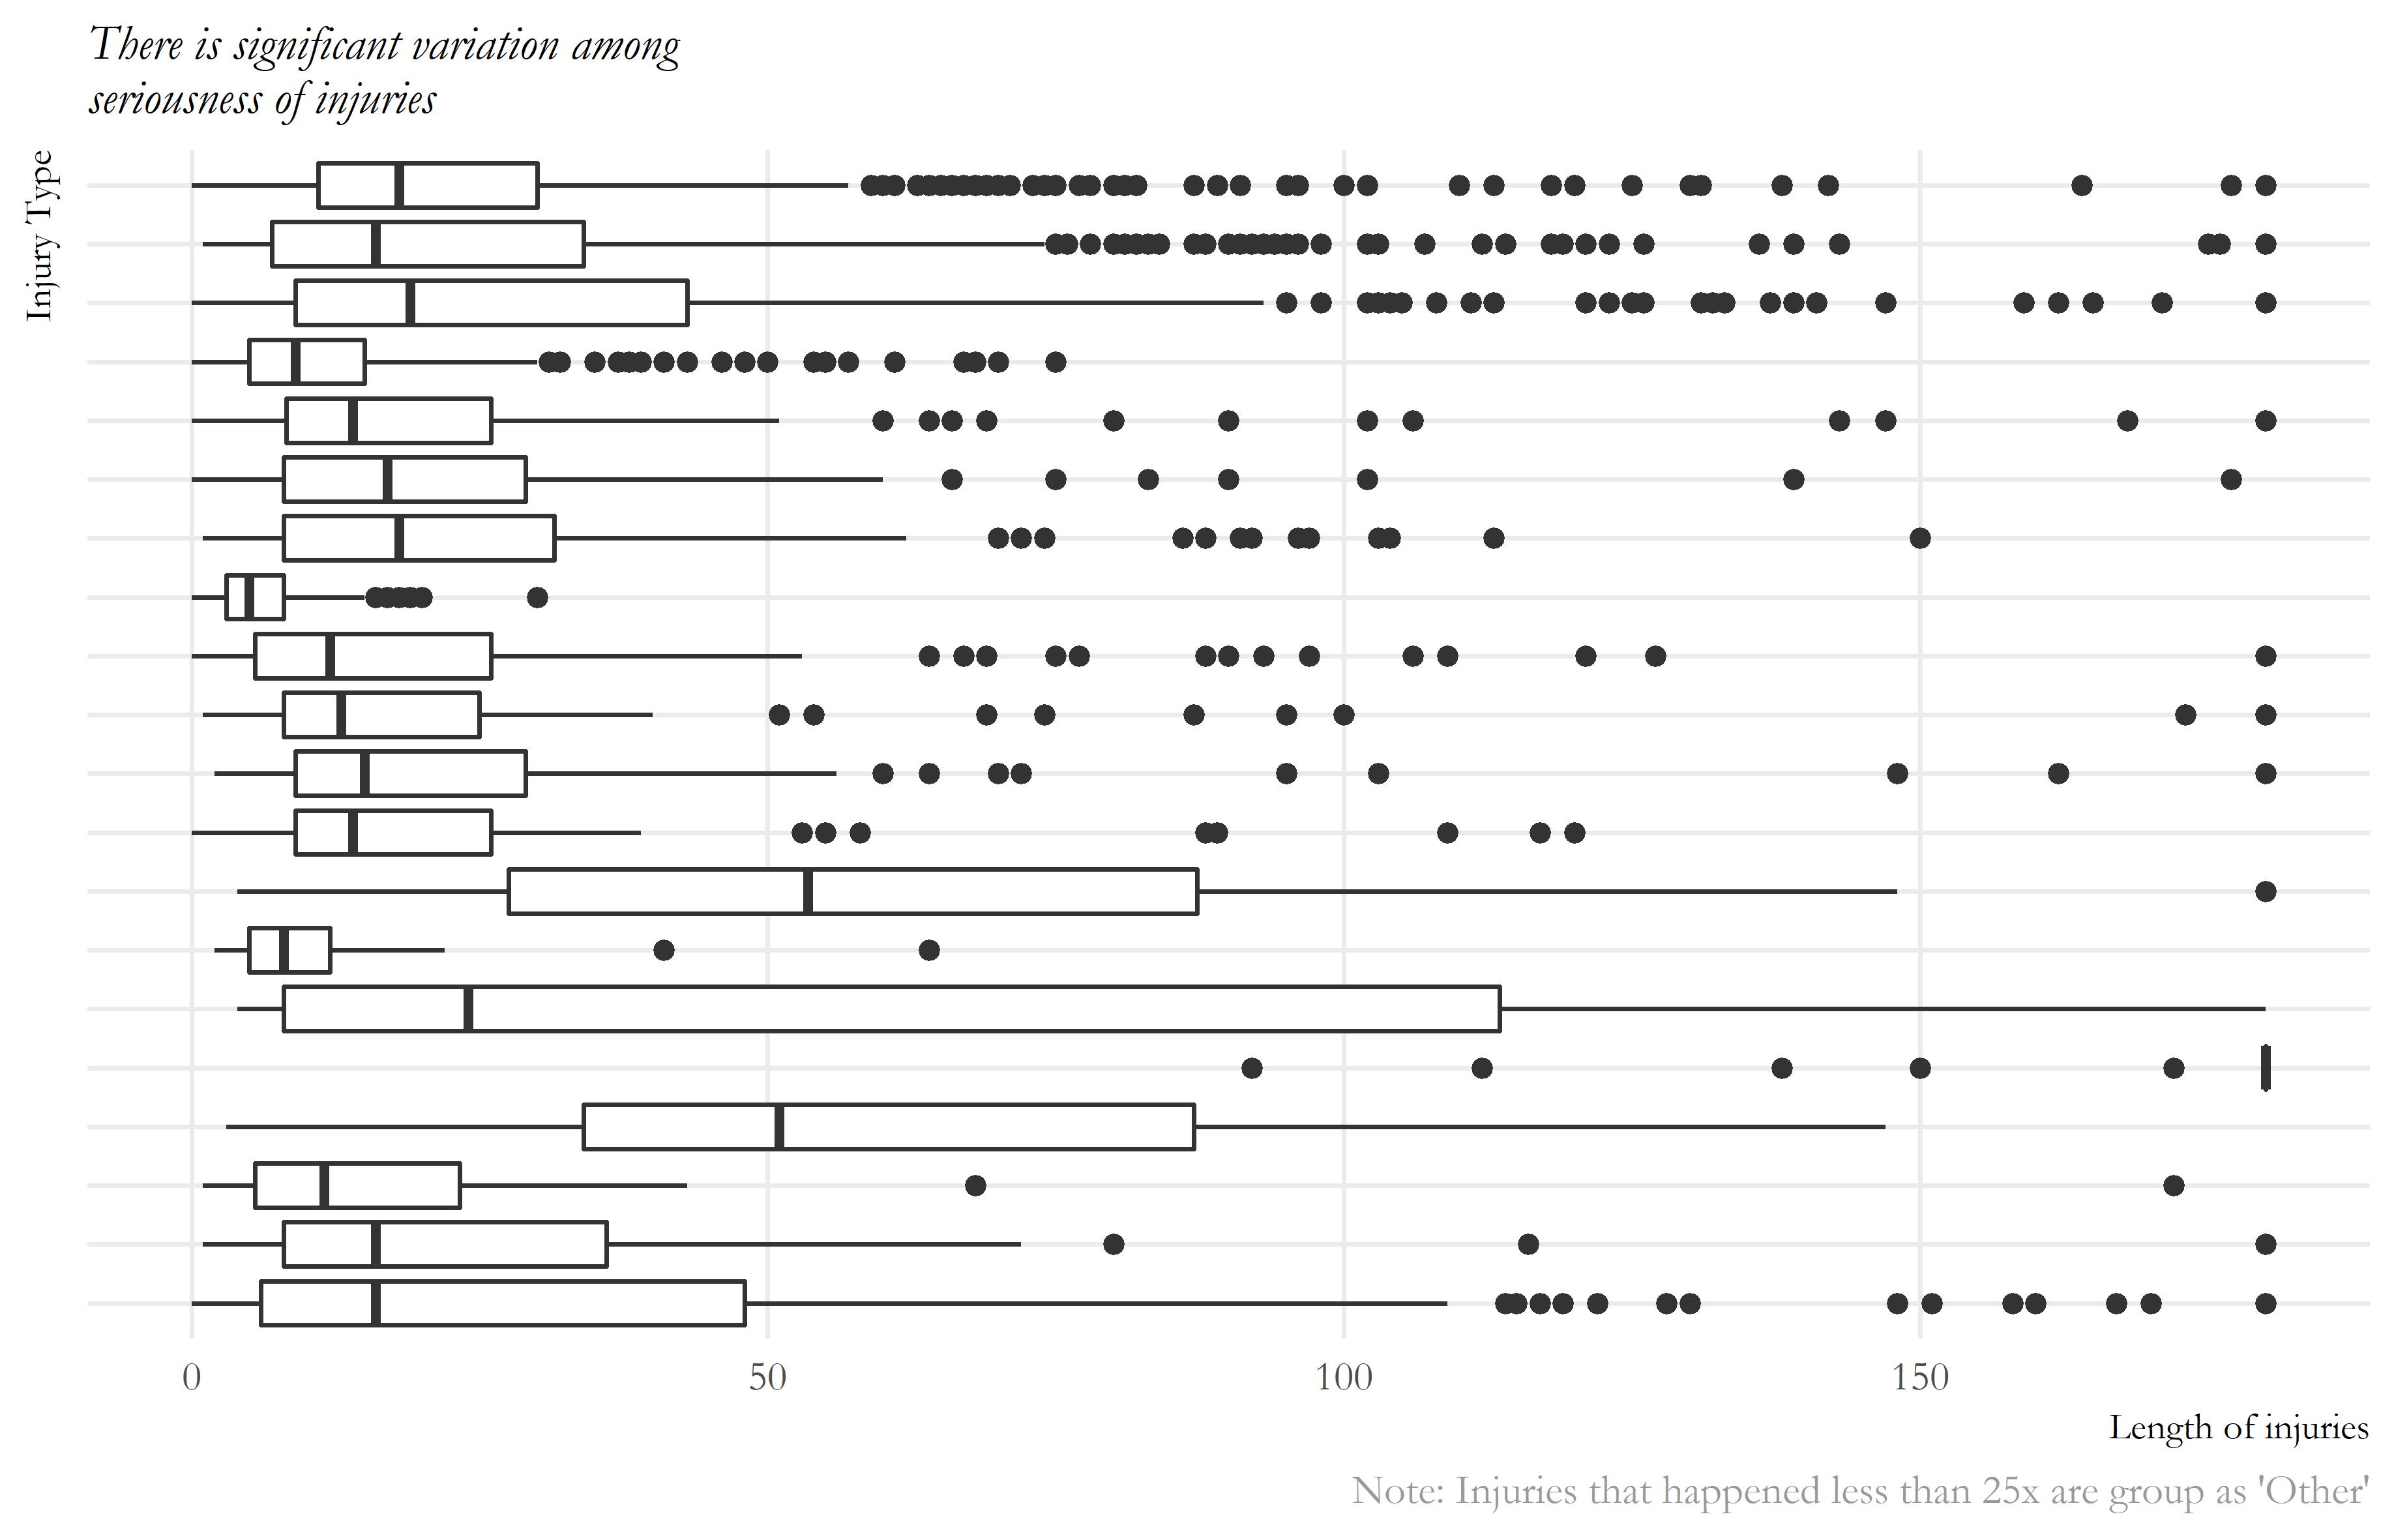 There is significant variation among
seriousness of injuries
Injury Type
0 50 100 150
Length of injuries
Note: Injuries that happened less than 25x are group as 'Other'